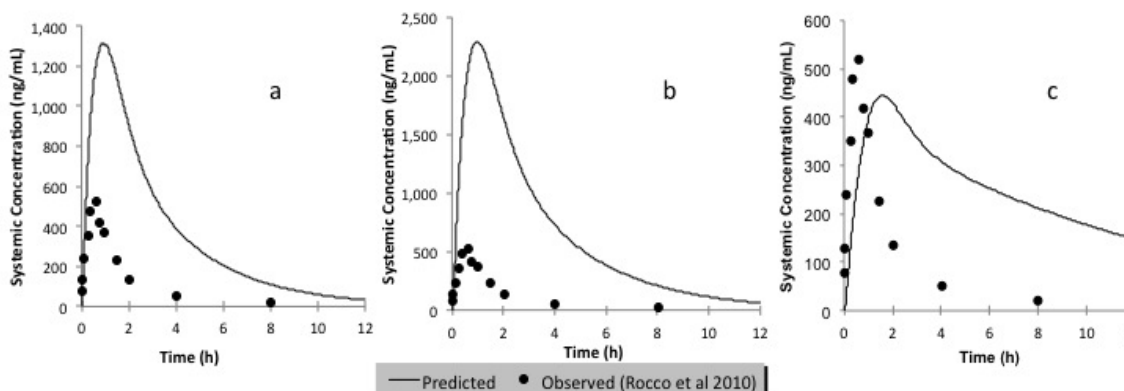 Systemic Concentration (ng/mL)
1,400
1,200
1,000
800
600
400
200
0
0 2 4 6 8 10 12
Time (h)
a
Systemic Concentration (ng/mL)
2,500
2,000
1,500
1,000
500
0
0 2 4 6 8 10 12
Time (h)
b
Systemic Concentration (ng/mL)
600
500
400
300
200
100
0
0 2 4 6 8 10
Time (h)
c
Predicted Observed (Rocco et al 2010)